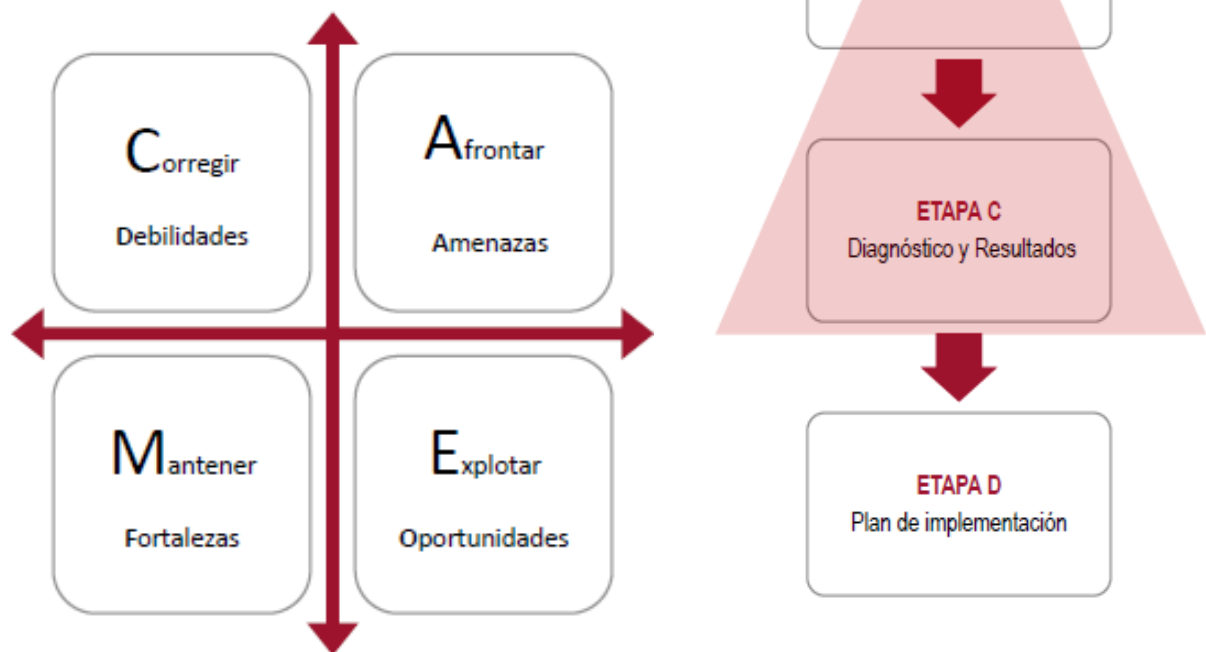 Corregir
Debilidades
Afrontar
Amenazas
Mantener
Fortalezas
Explotar
Oportunidades
ETAPA C
Diagnóstico y Resultados
ETAPA D
Plan de implementación